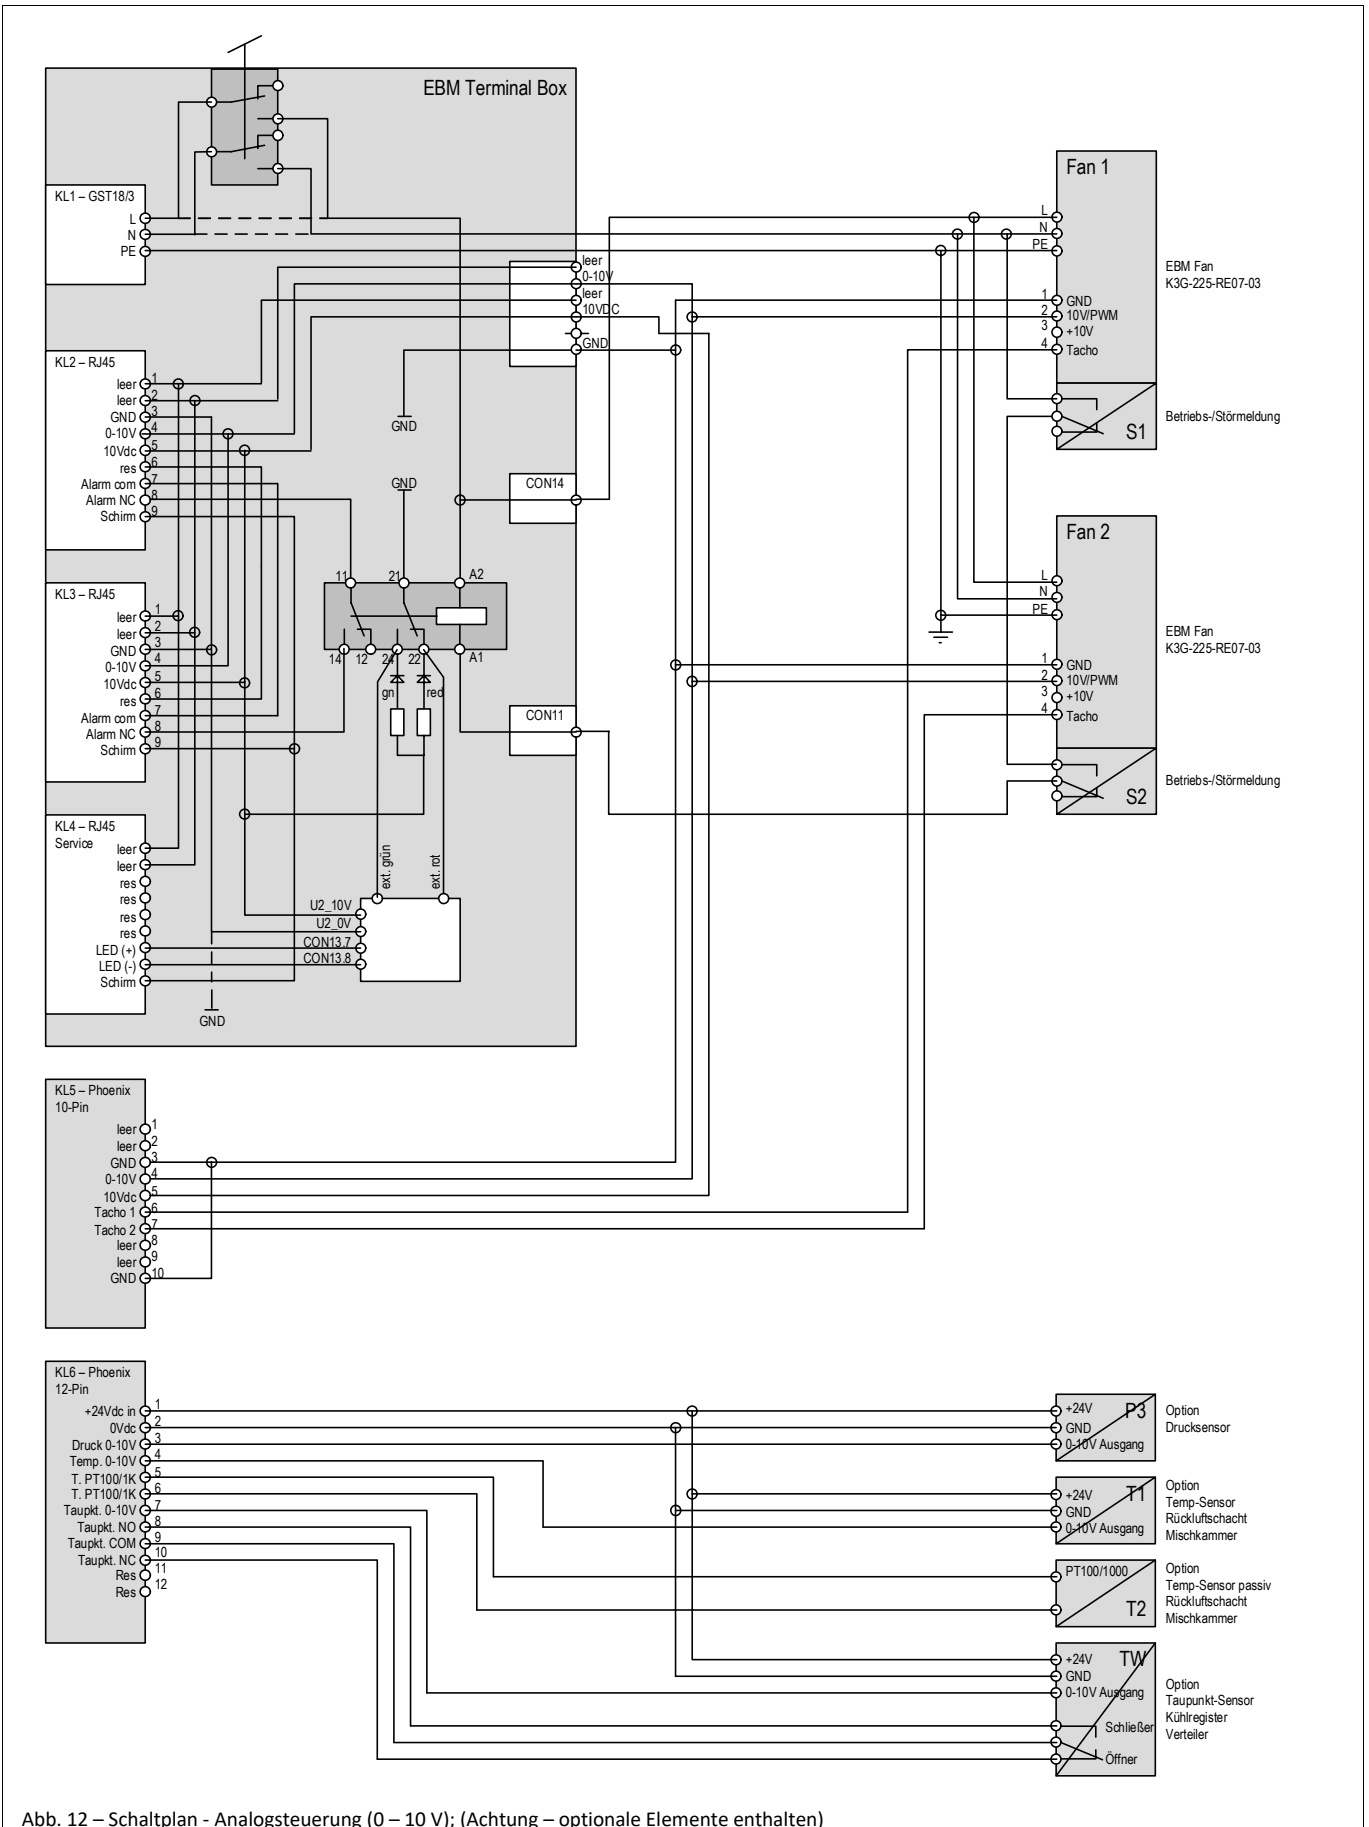 EBM Terminal Box
KL1 – GST18/3
L
N
PE
leer
0-10V
leer
10VDC
GND
KL2 – RJ45
leer 1
leer 2
GND 3
0-10V 4
10Vdc 5
res 6
Alarm com 7
Alarm NC 8
Schirm 9
GND
GND
CON14
11
21
A2
14
12
24
22
A1
gn
red
CON11
KL3 – RJ45
leer 1
leer 2
GND 3
0-10V 4
10Vdc 5
res 6
Alarm com 7
Alarm NC 8
Schirm 9
KL4 – RJ45
Service
leer
leer
res
res
res
res
LED (+)
LED (-)
Schirm
GND
ext. grün
ext. rot
U2_10V
U2_0V
CON13.7
CON13.8
Fan 1
L
N
PE
1 GND
2 10V/PWM
3 +10V
4 Tacho
S1
EBM Fan
K3G-225-RE07-03
Betriebs-/Störmeldung
Fan 2
L
N
PE
1 GND
2 10V/PWM
3 +10V
4 Tacho
S2
EBM Fan
K3G-225-RE07-03
Betriebs-/Störmeldung
KL5 – Phoenix
10-Pin
leer 1
leer 2
GND 3
0-10V 4
10Vdc 5
Tacho 1 6
Tacho 2 7
leer 8
leer 9
GND 10
KL6 – Phoenix
12-Pin
+24Vdc in 1
0Vdc 2
Druck 0-10V 3
Temp. 0-10V 4
T. PT100/1K 5
T. PT100/1K 6
Taupkt. 0-10V 7
Taupkt. NO 8
Taupkt. COM 9
Taupkt. NC 10
Res 11
Res 12
+24V P3
GND
0-10V Ausgang
Option
Drucksensor
+24V T1
GND
0-10V Ausgang
Option
Temp-Sensor
Rückluftschacht
Mischkammer
PT100/1000
T2
Option
Temp-Sensor passiv
Rückluftschacht
Mischkammer
+24V TW
GND
0-10V Ausgang
Schließer
Öffner
Option
Taupunkt-Sensor
Kühlregister
Verteiler
Abb. 12 – Schaltplan - Analogsteuerung (0 – 10 V); (Achtung – optionale Elemente enthalten)